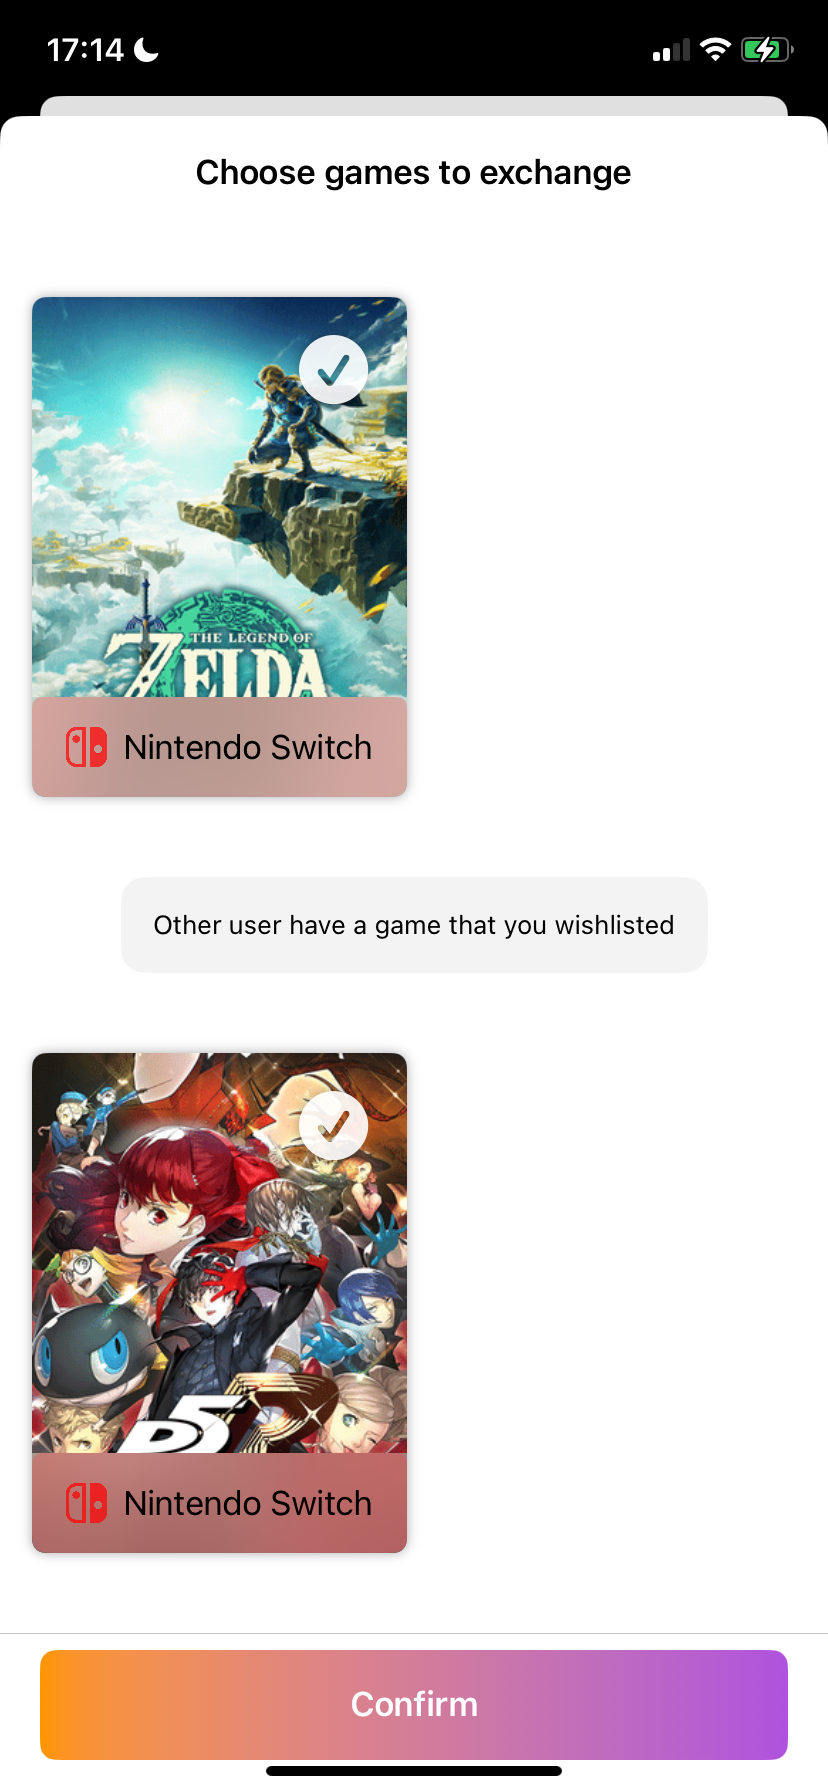 17:14
Choose games to exchange
THE LEGEND OF
ZELDA
Nintendo Switch
Other user have a game that you wishlisted
P5R
Nintendo Switch
Confirm